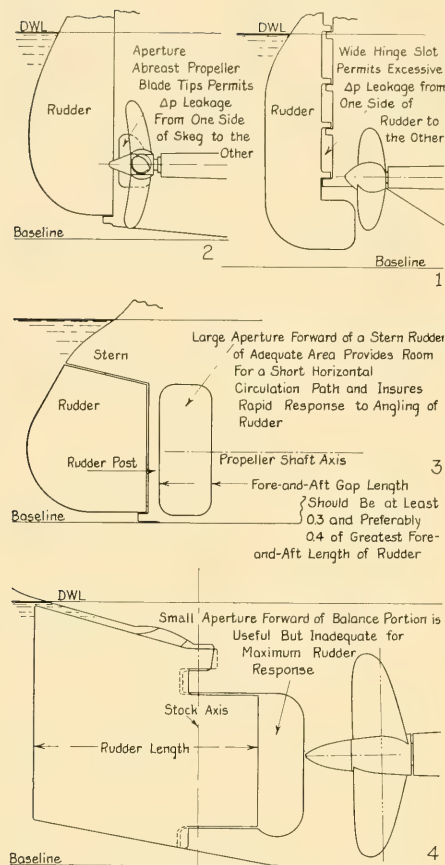 DWL
Aperture
Abreast Propeller
Blade Tips Permits
Δp Leakage
From One Side
of Skeg to the
Other
Rudder
Baseline
2
DWL
Wide Hinge Slot
Permits Excessive
Δp Leakage from
One Side of
Rudder to
the Other
Rudder
Baseline
1
Stern
Rudder
Large Aperture Forward of a Stern Rudder
of Adequate Area Provides Room
For a Short Horizontal
Circulation Path and Insures
Rapid Response to Angling of
Rudder
Rudder Post
Propeller Shaft Axis
3
Fore-and-Aft Gap Length
Should Be at Least
0.3 and Preferably
0.4 of Greatest Fore-
and-Aft Length of Rudder
Baseline
DWL
Small Aperture Forward of Balance Portion is
Useful But Inadequate for
Maximum Rudder
Response
Stock Axis
Rudder Length
Baseline
4